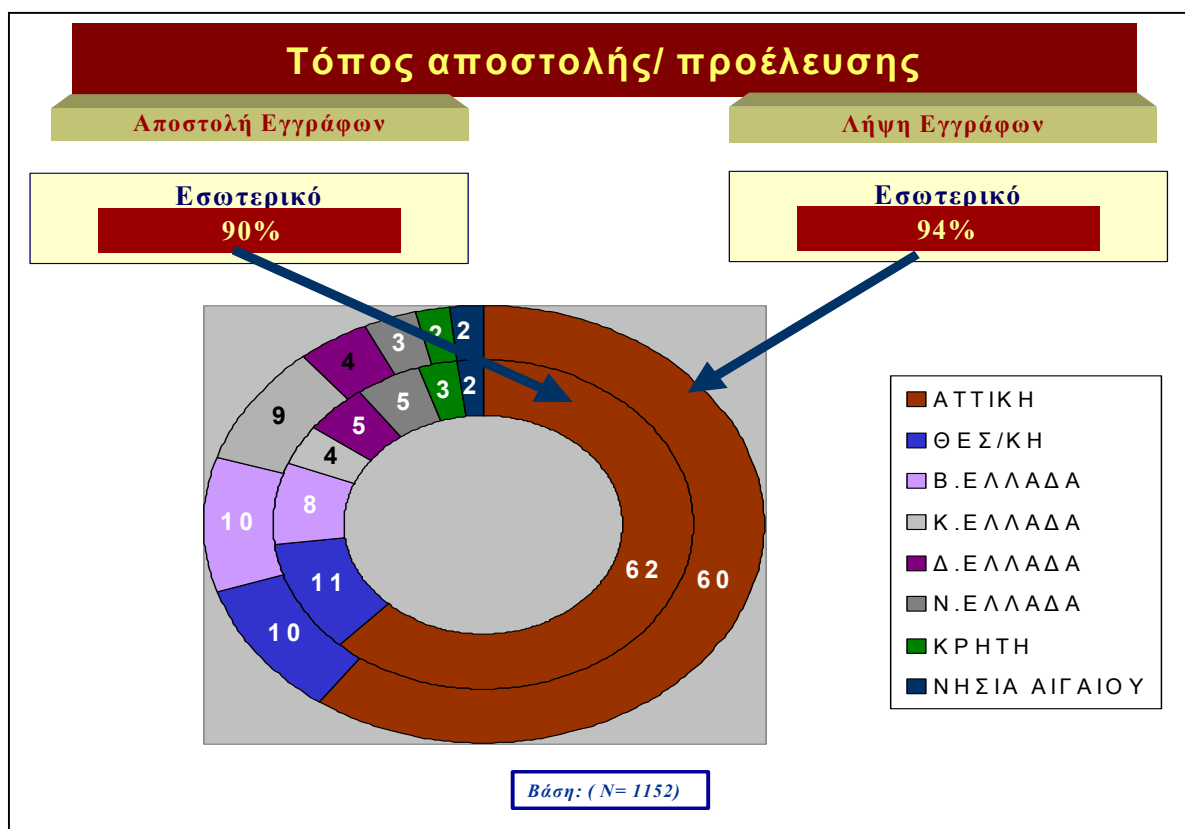 Τόπος αποστολής/ προέλευσης
Αποστολή Εγγράφων
Λήψη Εγγράφων
Εσωτερικό
90%
Εσωτερικό
94%
2
2
3
4
9
10
10
60
2
3
5
5
4
8
11
62
ΑΤΤΙΚΗ
ΘΕΣ/ΚΗ
Β.ΕΛΛΑΔΑ
Κ.ΕΛΛΑΔΑ
Δ.ΕΛΛΑΔΑ
Ν.ΕΛΛΑΔΑ
ΚΡΗΤΗ
ΝΗΣΙΑ ΑΙΓΑΙΟΥ
Βάση: ( Ν= 1152)